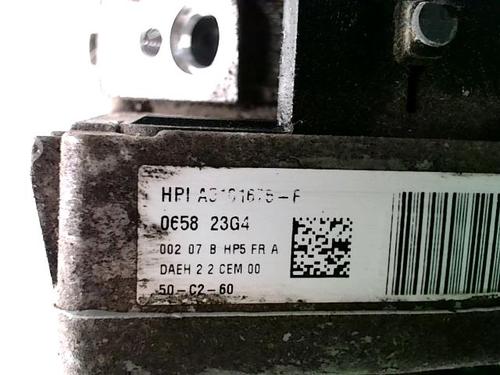 HPI
0658 23G4
002 07 B HP5 FR A
DAEH 2 2 CEM 00
50-C2-60